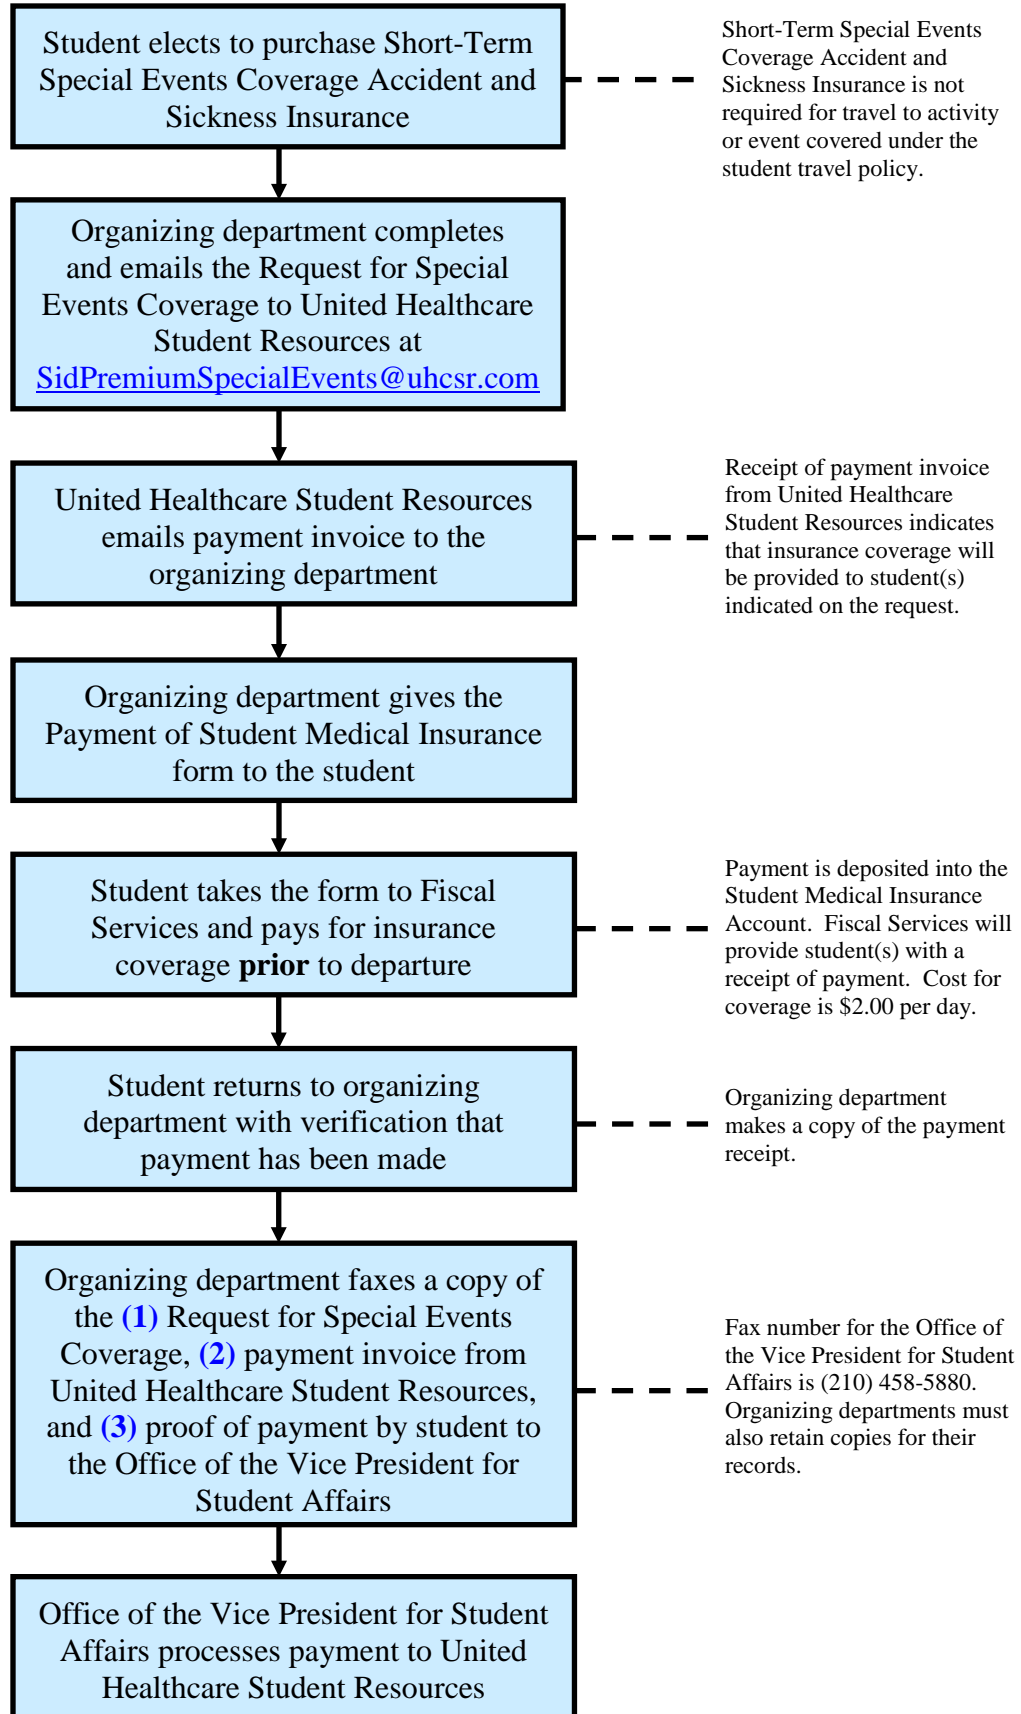 Student elects to purchase Short-Term
Special Events Coverage Accident and
Sickness Insurance
Short-Term Special Events
Coverage Accident and
Sickness Insurance is not
required for travel to activity
or event covered under the
student travel policy.
Organizing department completes
and emails the Request for Special
Events Coverage to United Healthcare
Student Resources at
SidPremiumSpecialEvents@uhcsr.com
United Healthcare Student Resources
emails payment invoice to the
organizing department
Receipt of payment invoice
from United Healthcare
Student Resources indicates
that insurance coverage will
be provided to student(s)
indicated on the request.
Organizing department gives the
Payment of Student Medical Insurance
form to the student
Student takes the form to Fiscal
Services and pays for insurance
coverage prior to departure
Payment is deposited into the
Student Medical Insurance
Account.  Fiscal Services will
provide student(s) with a
receipt of payment.  Cost for
coverage is $2.00 per day.
Student returns to organizing
department with verification that
payment has been made
Organizing department
makes a copy of the payment
receipt.
Organizing department faxes a copy of
the (1) Request for Special Events
Coverage, (2) payment invoice from
United Healthcare Student Resources,
and (3) proof of payment by student to
the Office of the Vice President for
Student Affairs
Fax number for the Office of
the Vice President for Student
Affairs is (210) 458-5880.
Organizing departments must
also retain copies for their
records.
Office of the Vice President for Student
Affairs processes payment to United
Healthcare Student Resources